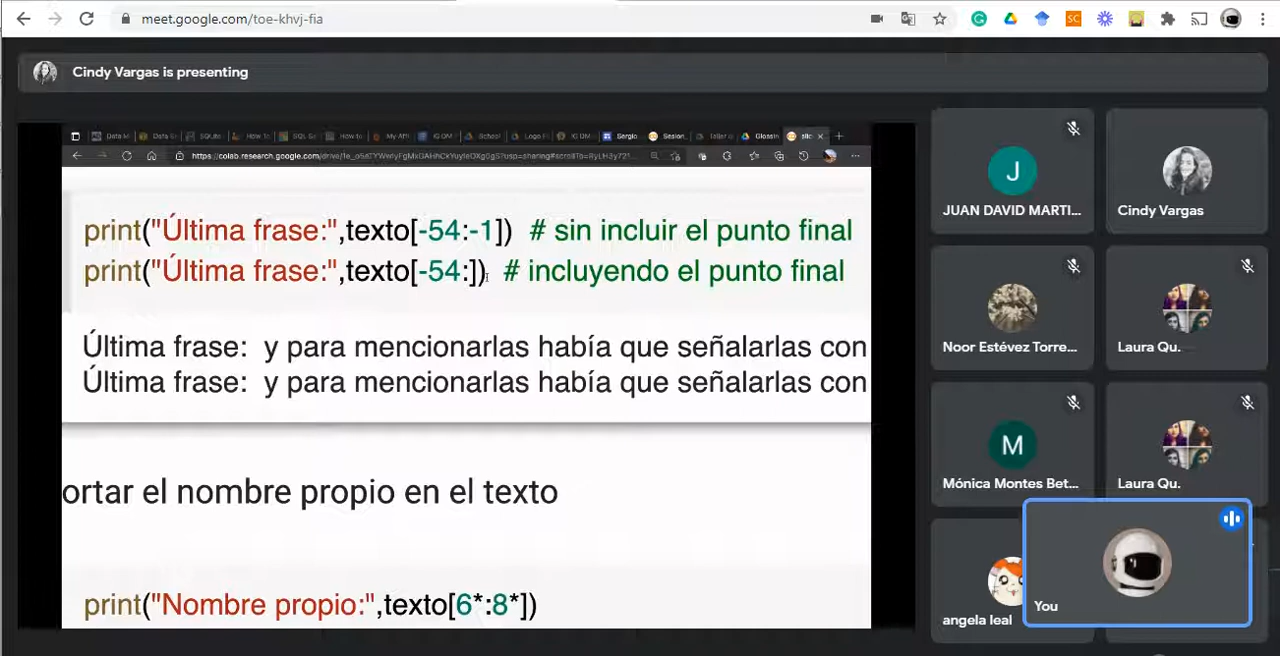 meet.google.com/toe-khvj-fia
Cindy Vargas is presenting
print("Última frase:",texto[-54:-1]) # sin incluir el punto final
print("Última frase:",texto[-54:]) # incluyendo el punto final
Última frase: y para mencionarlas había que señalarlas con
Última frase: y para mencionarlas había que señalarlas con
ortar el nombre propio en el texto
print("Nombre propio:",texto[6*:8*])
J
JUAN DAVID MARTI...
Cindy Vargas
Noor Estévez Torre...
Laura Qu.
M
Mónica Montes Bet...
Laura Qu.
angela leal
You